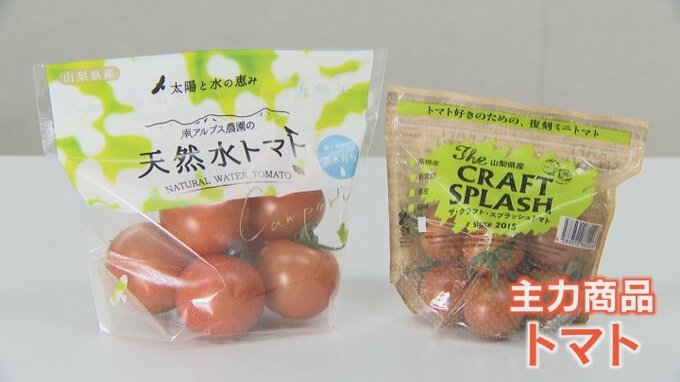 山梨県産
太陽と水の恵み
南アルプス農園の
天然水トマト
NATURAL WATER TOMATO
Campari
トマト好きのための、復刻ミニトマト
山梨県産
The
CRAFT
SPLASH
ザ・クラフト・スプラッシュトマト
since 2015
主力商品
トマト